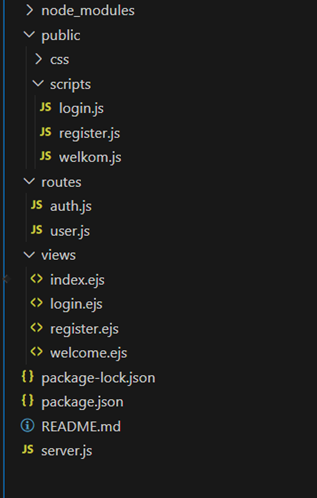 node_modules
public
css
scripts
JS login.js
JS register.js
JS welkom.js
routes
JS auth.js
JS user.js
views
<> index.ejs
<> login.ejs
<> register.ejs
<> welcome.ejs
{} package-lock.json
{} package.json
README.md
JS server.js